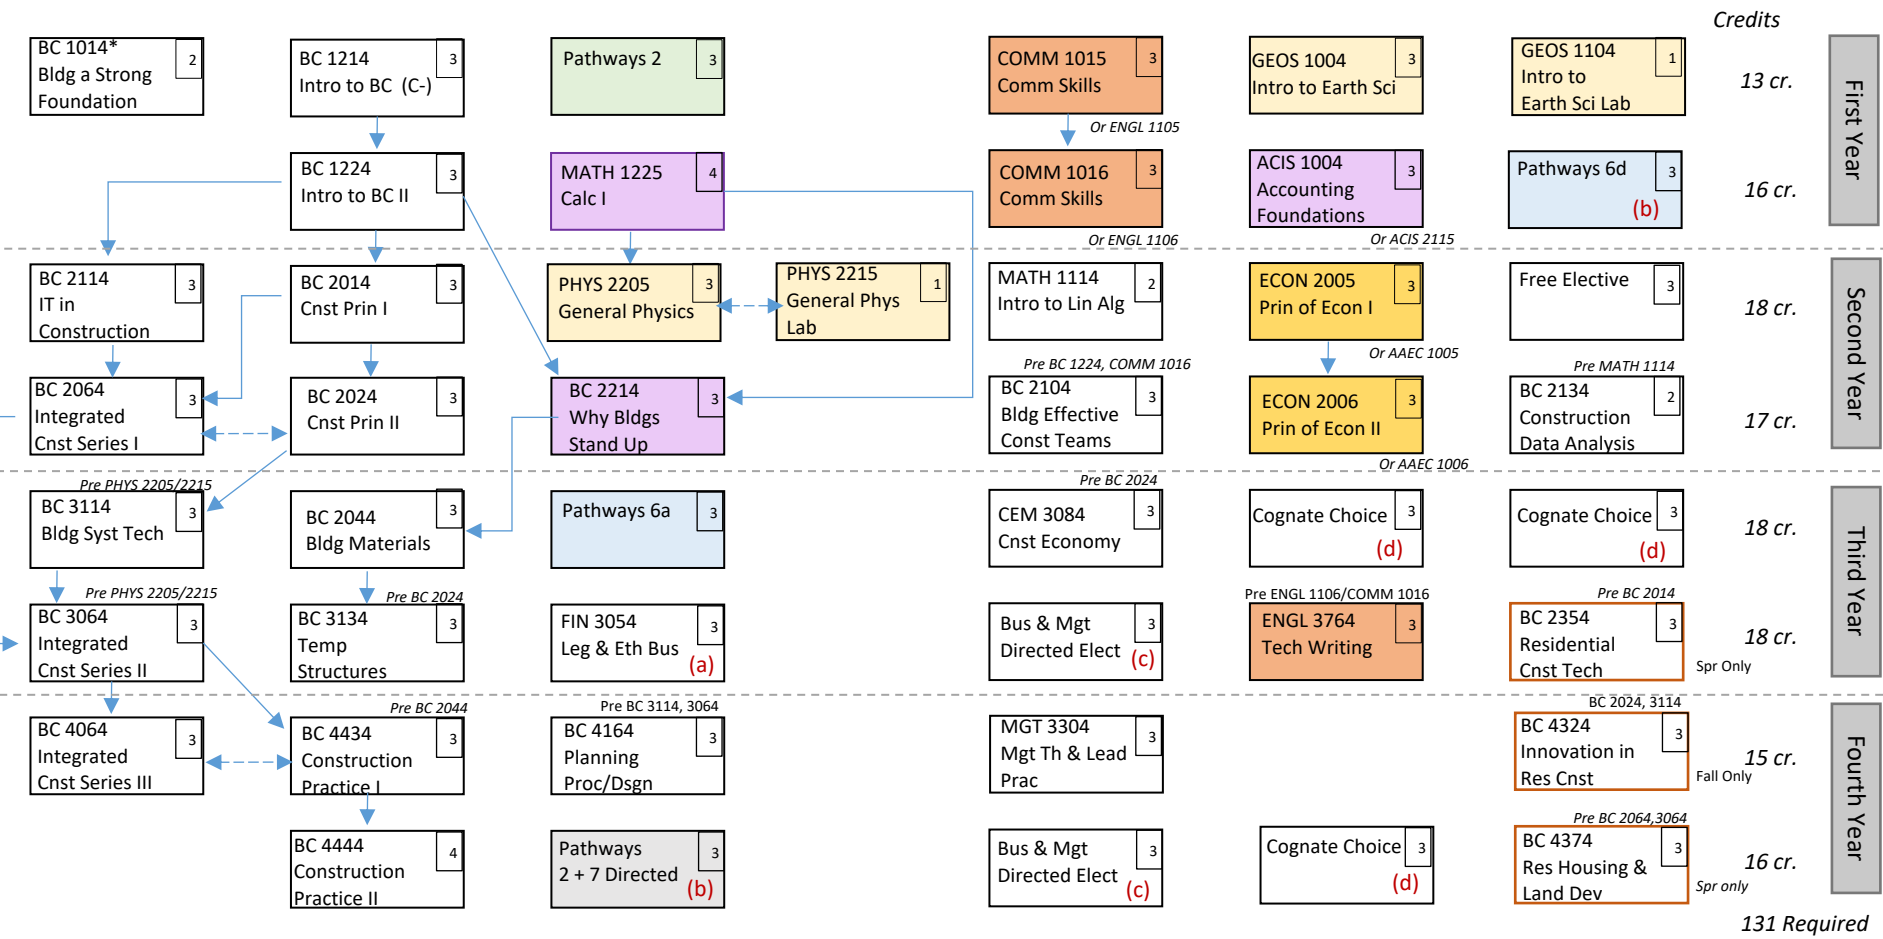 Credits
BC 1014*
Bldg a Strong
Foundation
2
BC 1214
Intro to BC (C-)
3
Pathways 2
3
COMM 1015
Comm Skills
3
GEOS 1004
Intro to Earth Sci
3
GEOS 1104
Intro to
Earth Sci Lab
1
13 cr.
First Year
Or ENGL 1105
BC 1224
Intro to BC II
3
MATH 1225
Calc I
4
COMM 1016
Comm Skills
3
ACIS 1004
Accounting
Foundations
3
Pathways 6d
3
(b)
16 cr.
Or ENGL 1106
Or ACIS 2115
BC 2114
IT in
Construction
3
BC 2014
Cnst Prin I
3
PHYS 2205
General Physics
3
PHYS 2215
General Phys
Lab
1
MATH 1114
Intro to Lin Alg
2
ECON 2005
Prin of Econ I
3
Free Elective
3
18 cr.
Second Year
Or AAEC 1005
Pre BC 1224, COMM 1016
Pre MATH 1114
BC 2064
Integrated
Cnst Series I
3
BC 2024
Cnst Prin II
3
BC 2214
Why Bldgs
Stand Up
3
BC 2104
Bldg Effective
Const Teams
3
ECON 2006
Prin of Econ II
3
BC 2134
Construction
Data Analysis
2
17 cr.
Or AAEC 1006
Pre PHYS 2205/2215
Pre BC 2024
BC 3114
Bldg Syst Tech
3
BC 2044
Bldg Materials
3
Pathways 6a
3
CEM 3084
Cnst Economy
3
Cognate Choice
3
(d)
Cognate Choice
3
(d)
18 cr.
Third Year
Pre PHYS 2205/2215
Pre BC 2024
Pre ENGL 1106/COMM 1016
Pre BC 2014
BC 3064
Integrated
Cnst Series II
3
BC 3134
Temp
Structures
3
FIN 3054
Leg & Eth Bus
3
(a)
Bus & Mgt
Directed Elect
3
(c)
ENGL 3764
Tech Writing
3
BC 2354
Residential
Cnst Tech
3
Spr Only
18 cr.
Pre BC 2044
Pre BC 3114, 3064
BC 2024, 3114
BC 4064
Integrated
Cnst Series III
3
BC 4434
Construction
Practice I
3
BC 4164
Planning
Proc/Dsgn
3
MGT 3304
Mgt Th & Lead
Prac
3
BC 4324
Innovation in
Res Cnst
3
Fall Only
15 cr.
Fourth Year
Pre BC 2064,3064
BC 4444
Construction
Practice II
4
Pathways
2 + 7 Directed
3
(b)
Bus & Mgt
Directed Elect
3
(c)
Cognate Choice
3
(d)
BC 4374
Res Housing &
Land Dev
3
Spr only
16 cr.
131 Required